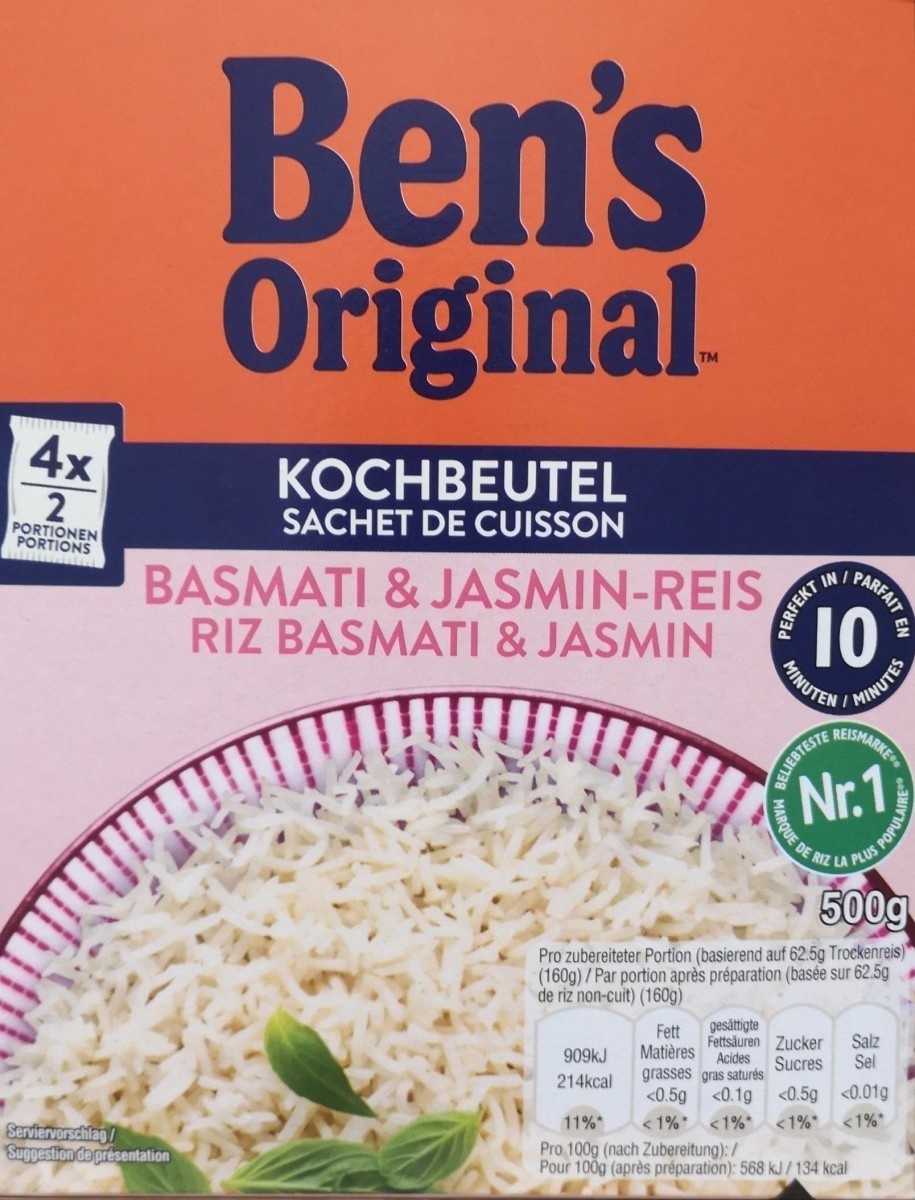 Ben's
Original™
4x
2
PORTIONEN
PORTIONS
KOCHBEUTEL
SACHET DE CUISSON
BASMATI & JASMIN-REIS
RIZ BASMATI & JASMIN
PERFEKT IN / PARFAIT EN
10
MINUTEN / MINUTES
BELIEBTESTE REISMARKE°°
Nr.1
MARQUE DE RIZ LA PLUS POPULAIRE°°
500g
Pro zubereiteter Portion (basierend auf 62.5g Trockenreis)
(160g) / Par portion après préparation (basée sur 62.5g
de riz non-cuit) (160g)
909kJ
214kcal
11%*
Fett
Matières
grasses
<0.5g
<1%*
gesättigte
Fettsäuren
Acides
gras saturés
<0.1g
<1%*
Zucker
Sucres
<0.5g
<1%*
Salz
Sel
<0.01g
<1%*
Pro 100g (nach Zubereitung): /
Pour 100g (après préparation): 568 kJ / 134 kcal
Serviervorschlag /
Suggestion de présentation